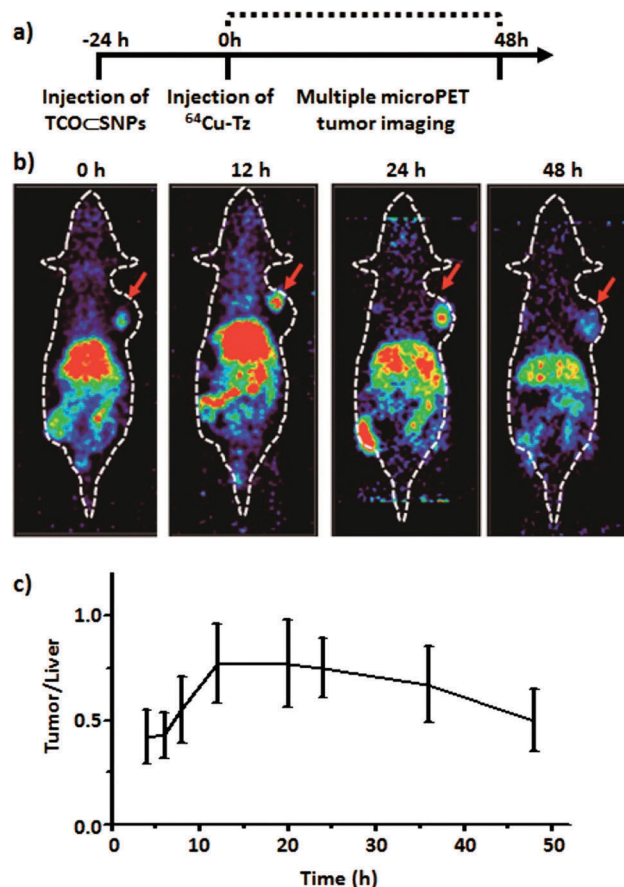 a)
-24 h 0h 48h
Injection of Injection of Multiple microPET
TCO⊂SNPs ⁶⁴Cu-Tz tumor imaging
b)
0 h 12 h 24 h 48 h
c)
1.0
0.5
0.0
Tumor/Liver
0 10 20 30 40 50
Time (h)